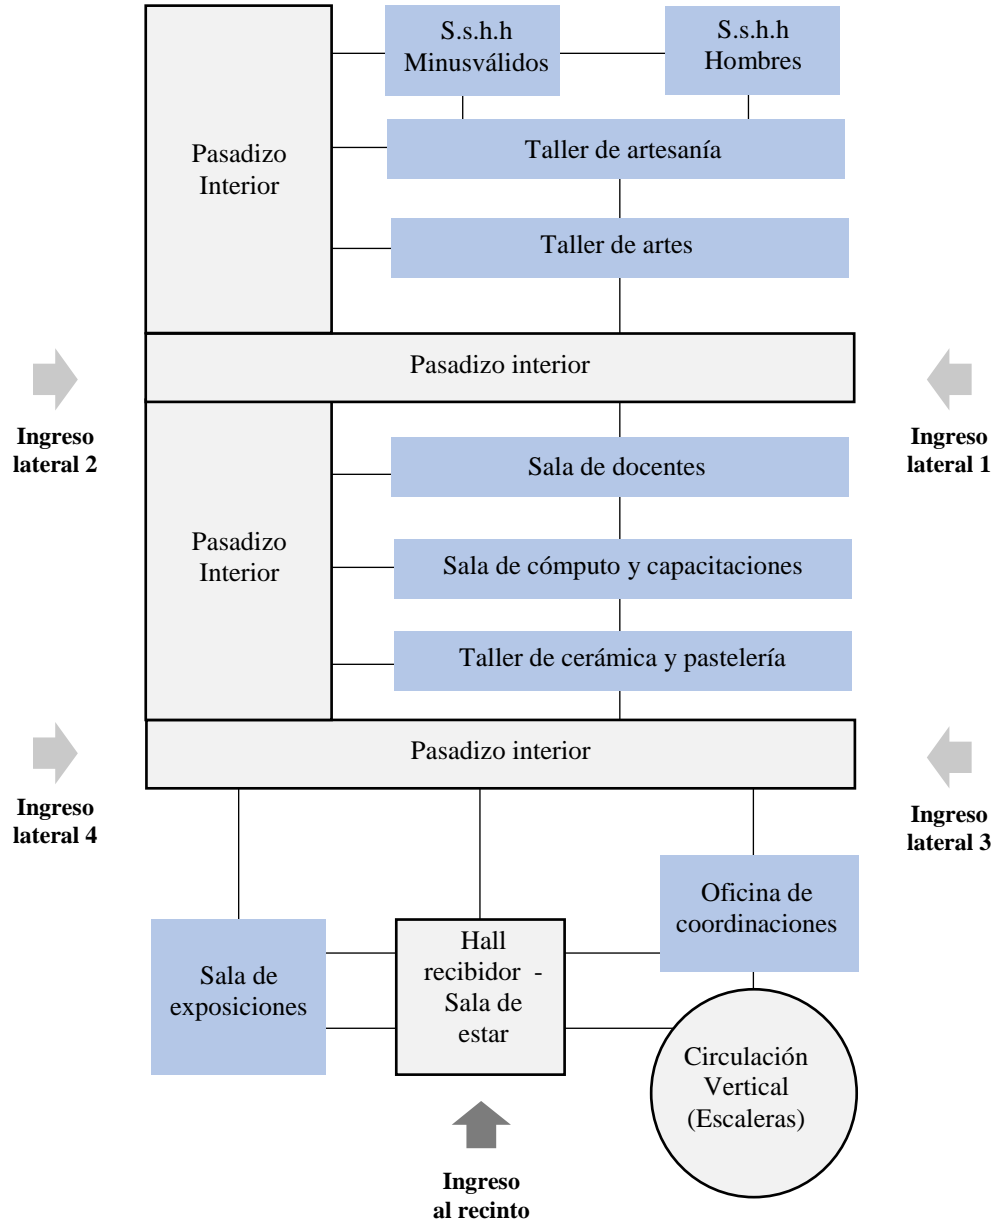 S.s.h.h
Minusválidos
S.s.h.h
Hombres
Pasadizo
Interior
Taller de artesanía
Taller de artes
Pasadizo interior
Ingreso
lateral 2
Ingreso
lateral 1
Pasadizo
Interior
Sala de docentes
Sala de cómputo y capacitaciones
Taller de cerámica y pastelería
Pasadizo interior
Ingreso
lateral 4
Ingreso
lateral 3
Sala de
exposiciones
Hall
recibidor -
Sala de
estar
Oficina de
coordinaciones
Circulación
Vertical
(Escaleras)
Ingreso
al recinto